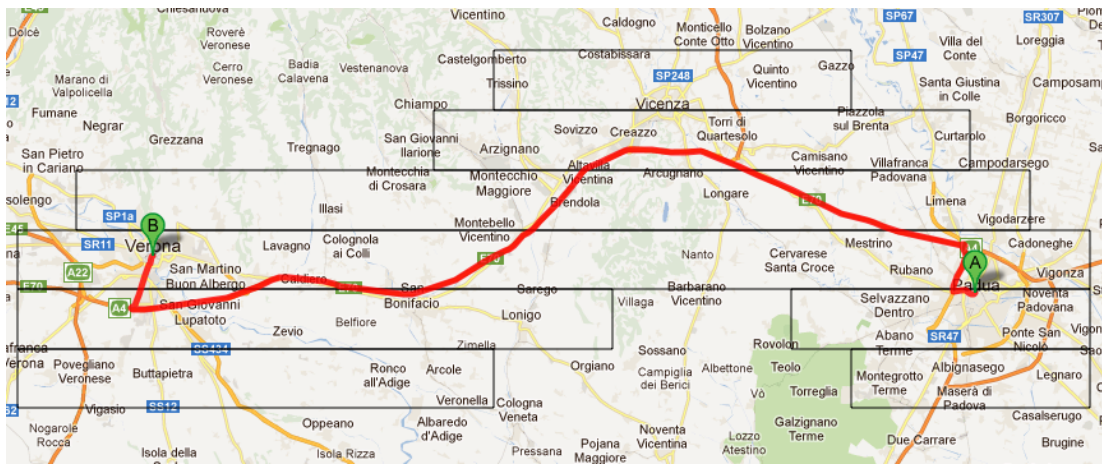 Vicentino
Caldogno
Monticello
Conte Otto
Bolzano
Vicentino
SP67
Villa del
Conte
SR307
Loreggia
Dolcè
Roverè
Veronese
Costabissara
Castelgomberto
Gazzo
SP47
Cerro
Veronese
Badia
Calavena
Vestenanova
Trissino
SP248
Quinto
Vicentino
Santa Giustina
in Colle
Marano di
Valpolicella
Fumane
Negrar
Grezzana
Chiampo
Vicenza
Piazzola
sul Brenta
Borgoricco
San Pietro
in Cariano
Tregnago
San Giovanni
Ilarione
Arzignano
Sovizzo
Creazzo
Torri di
Quartesolo
Curtarolo
Montecchia
di Crosara
Montecchio
Maggiore
Altavilla
Vicentina
Arcugnano
Camisano
Vicentino
Villafranca
Padovana
Campodarsego
Illasi
Brendola
Longare
E70
Limena
Vigodarzere
SP1a
B
Verona
SR11
Lavagno
Colognola
ai Colli
Montebello
Vicentino
Mestrino
A4
Cadoneghe
A22
E70
San Martino
Buon Albergo
Caldiero
E70
Nanto
Cervarese
Santa Croce
Rubano
A
Padua
Vigonza
A4
San Giovanni
Lupatoto
San
Bonifacio
Sarego
Villaga
Barbarano
Vicentino
Selvazzano
Dentro
Noventa
Padovana
Zevio
Belfiore
Lonigo
SR47
Abano
Terme
Ponte San
Nicolò
SS434
Zimella
Sossano
Rovolon
Povegliano
Veronese
Buttapietra
Ronco
all'Adige
Arcole
Orgiano
Campiglia
dei Berici
Albettone
Teolo
Montegrotto
Terme
Albignasego
Legnaro
Vigasio
SS12
Veronella
Cologna
Veneta
Pressana
Vò
Torreglia
Maserà di
Padova
Casalserugo
Nogarole
Rocca
Oppeano
Albaredo
d'Adige
Noventa
Vicentina
Galzignano
Terme
Isola della
Isola Rizza
Pojana
Maggiore
Lozzo
Atestino
Due Carrare
Brugine